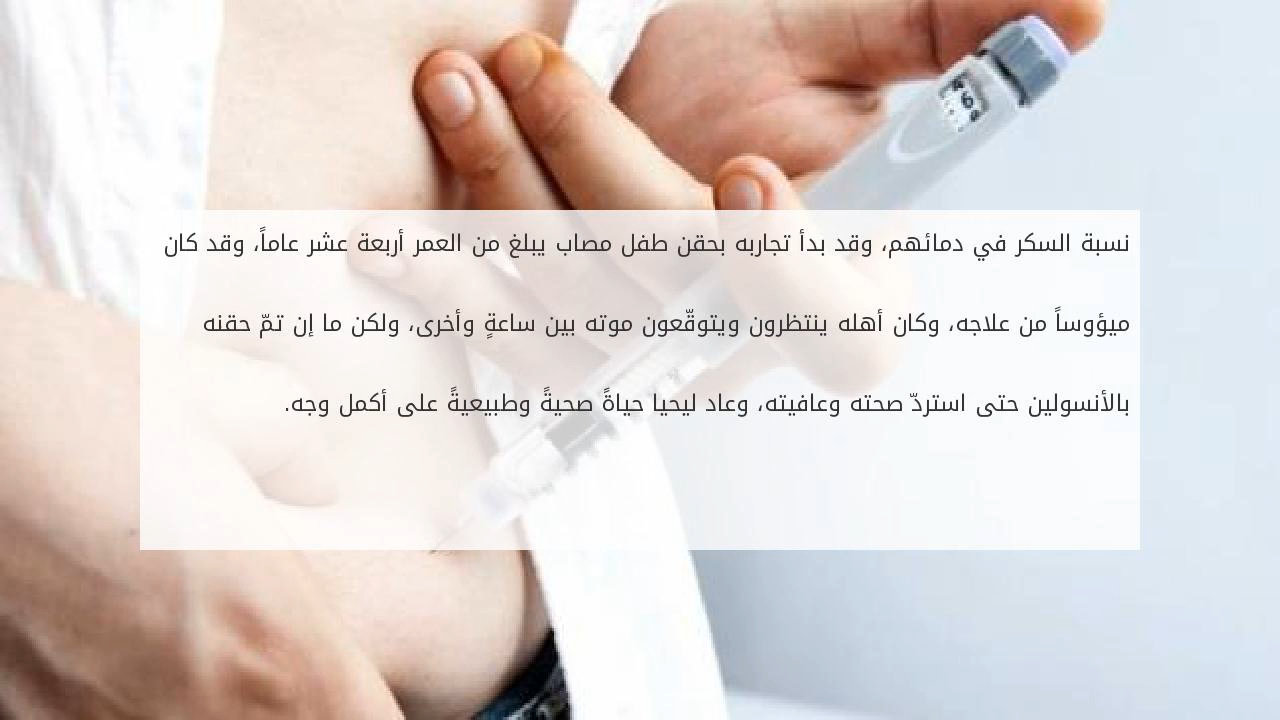 نسبة السكر في دمائهم، وقد بدأ تجاربه بحقن طفل مصاب يبلغ من العمر أربعة عشر عاماً، وقد كان
ميؤوساً من علاجه، وكان أهله ينتظرون ويتوقّعون موته بين ساعةٍ وأخرى، ولكن ما إن تمّ حقنه
بالأنسولين حتى استردّ صحته وعافيته، وعاد ليحيا حياةً صحيةً وطبيعيةً على أكمل وجه.